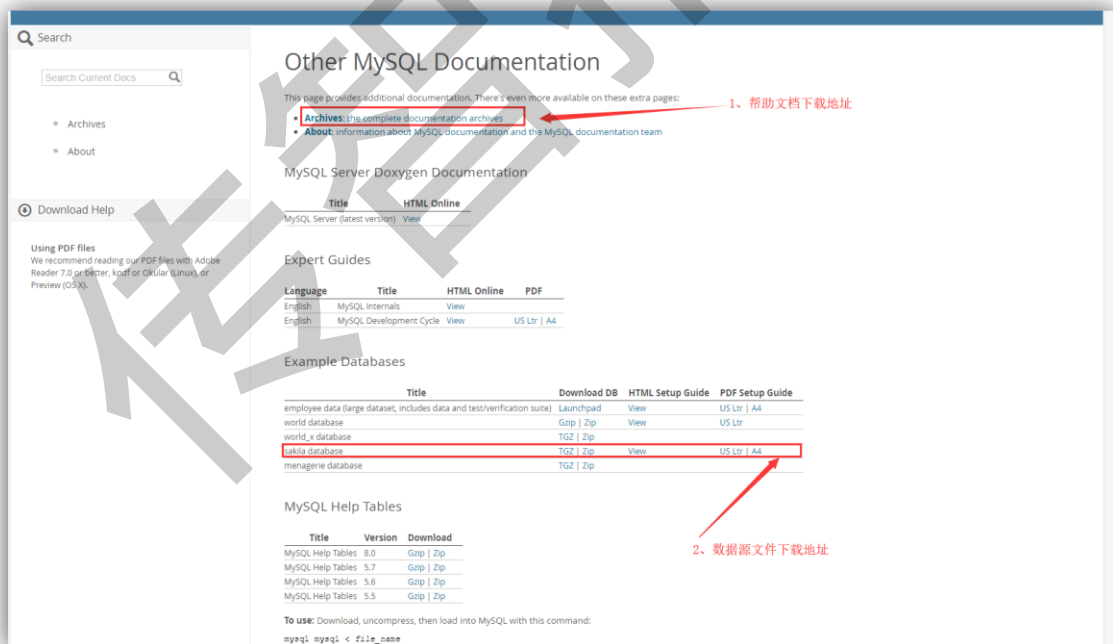 Search
Search Current Docs
Archives
About
Download Help
Using PDF files
We recommend reading our PDF files with Adobe
Reader 7.0 or better, kpdf or Okular (Linux), or
Preview (OS X).
Other MySQL Documentation
This page provides additional documentation. There's even more available on these extra pages:
Archives: the complete documentation archives
About: information about MySQL documentation and the MySQL documentation team
1、帮助文档下载地址
MySQL Server Doxygen Documentation
Title HTML Online
MySQL Server (latest version) View
Expert Guides
Language Title HTML Online PDF
English MySQL Internals View
English MySQL Development Cycle View US Ltr | A4
Example Databases
Title Download DB HTML Setup Guide PDF Setup Guide
employee data (large dataset, includes data and test/verification suite) Launchpad View US Ltr | A4
world database Gzip | Zip View US Ltr
world_x database TGZ | Zip
sakila database TGZ | Zip View US Ltr | A4
menagerie database TGZ | Zip
2、数据源文件下载地址
MySQL Help Tables
Title Version Download
MySQL Help Tables 8.0 Gzip | Zip
MySQL Help Tables 5.7 Gzip | Zip
MySQL Help Tables 5.6 Gzip | Zip
MySQL Help Tables 5.5 Gzip | Zip
To use: Download, uncompress, then load into MySQL with this command:
mysql mysql < file_name
传智